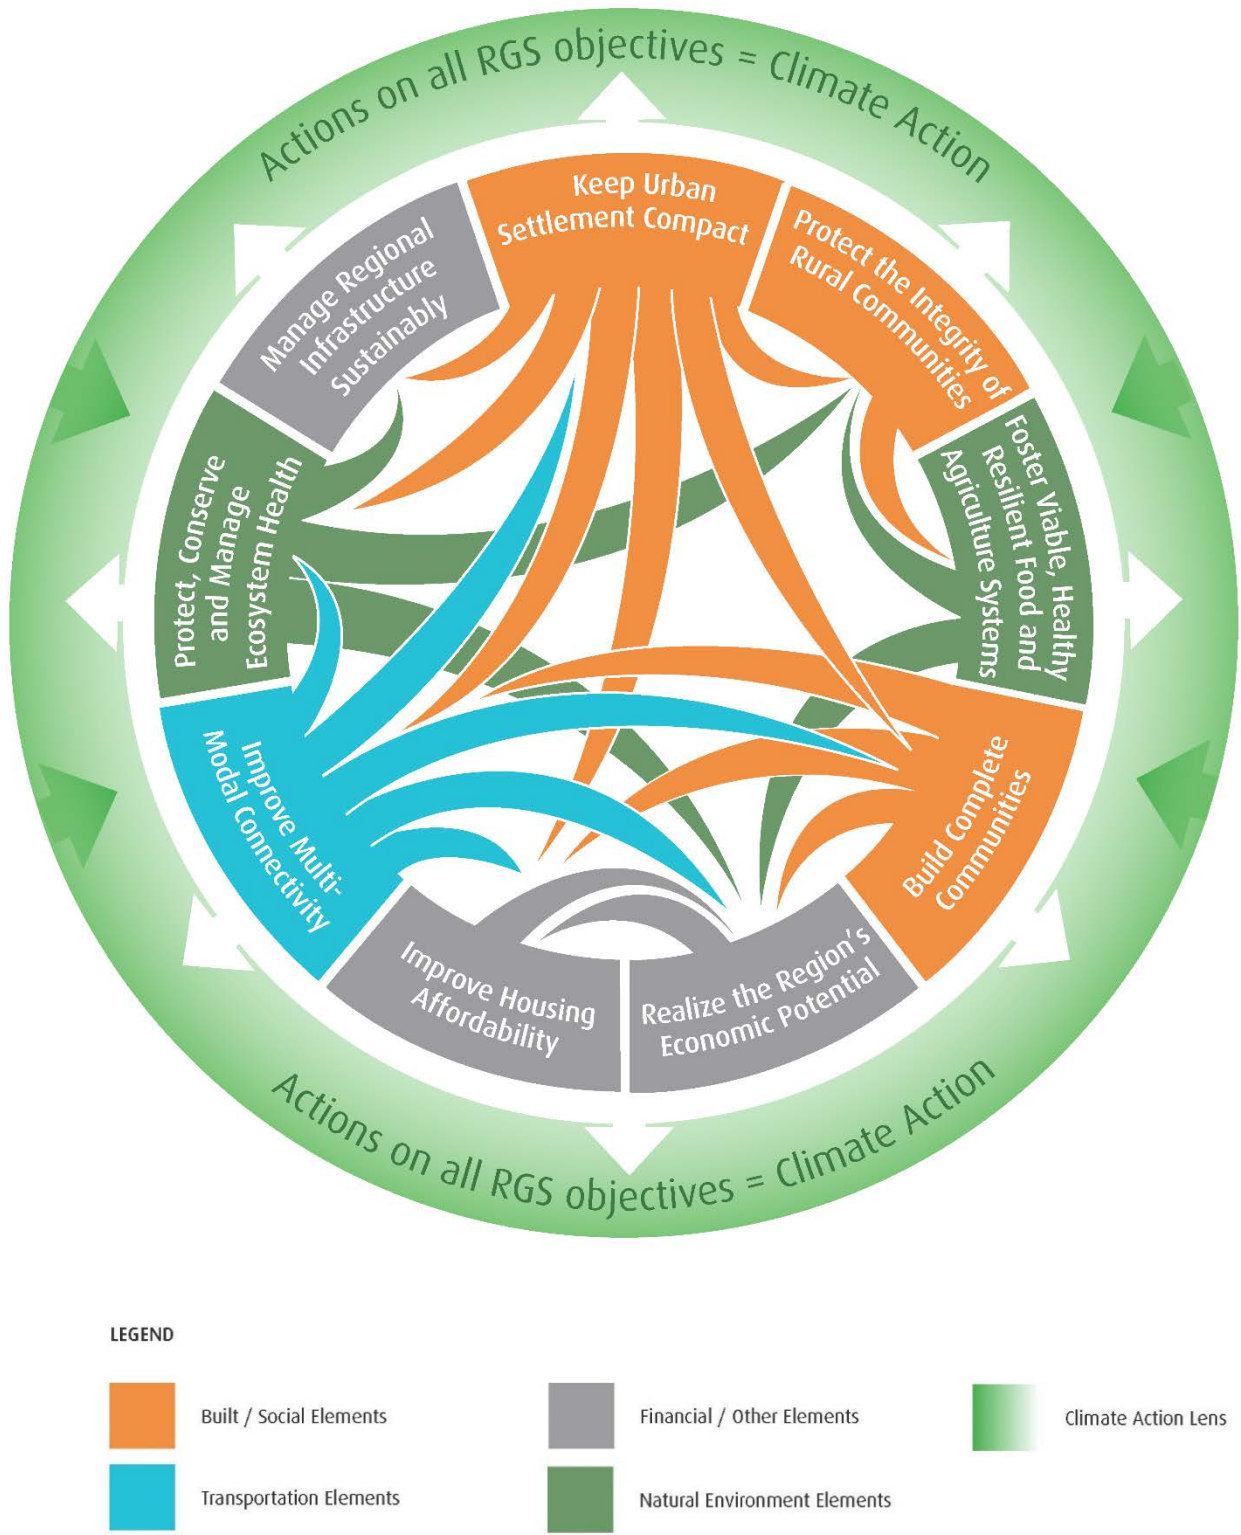 Actions on all RGS objectives = Climate Action
Keep Urban
Settlement Compact
Protect the Integrity of
Rural Communities
Foster Viable, Healthy
Resilient Food and
Agriculture Systems
Build Complete
Communities
Realize the Region's
Economic Potential
Improve Housing
Affordability
Improve Multi-
Modal Connectivity
Protect, Conserve
and Manage
Ecosystem Health
Manage Regional
Infrastructure
Sustainably
Actions on all RGS objectives = Climate Action
LEGEND
Built / Social Elements
Financial / Other Elements
Climate Action Lens
Transportation Elements
Natural Environment Elements